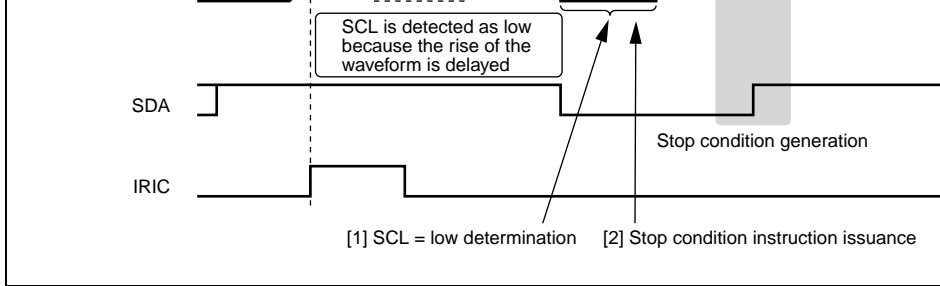 SCL is detected as low
because the rise of the
waveform is delayed
SDA
Stop condition generation
IRIC
[1] SCL = low determination
[2] Stop condition instruction issuance